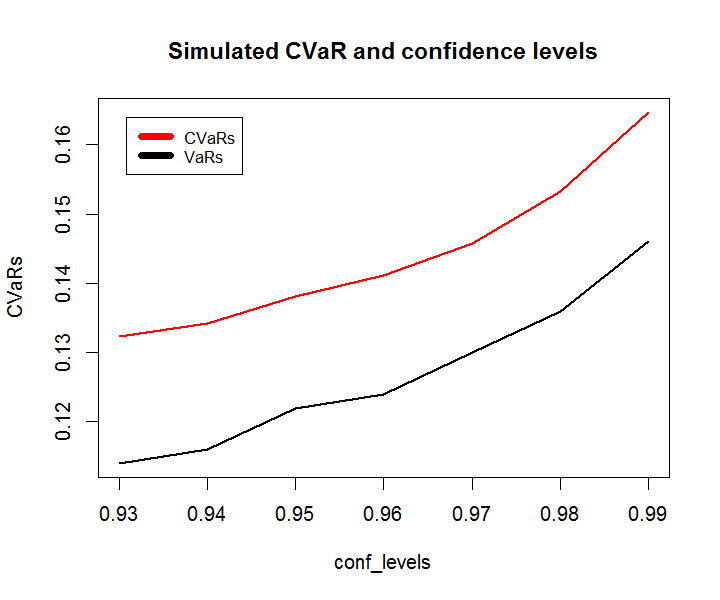 Simulated CVaR and confidence levels
CVaRs
VaRs
CVaRs
0.16
0.15
0.14
0.13
0.12
0.93 0.94 0.95 0.96 0.97 0.98 0.99
conf_levels